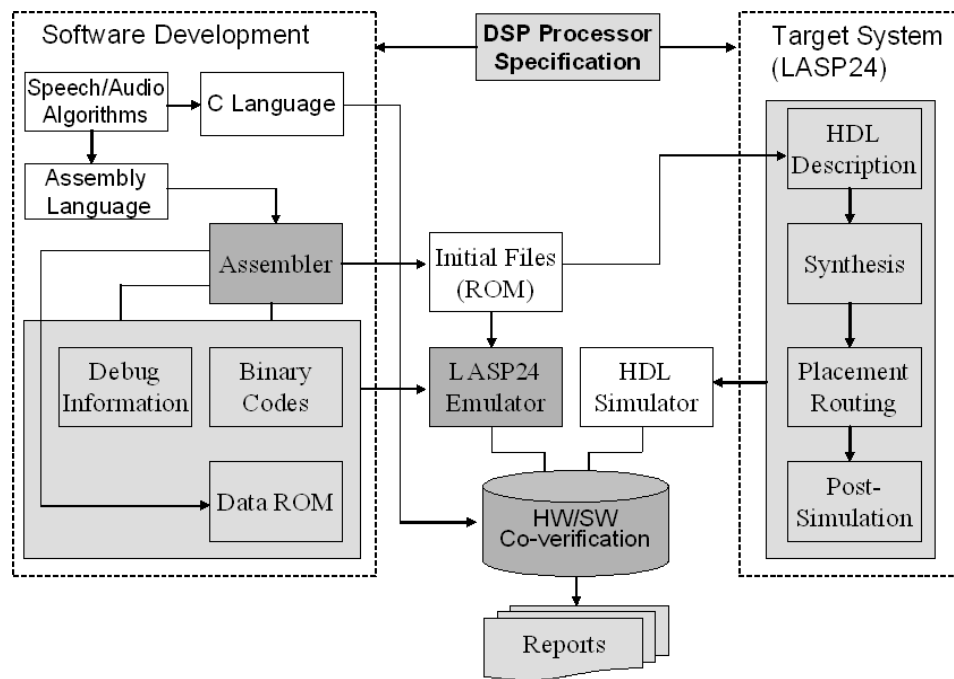 Software Development
DSP Processor
Specification
Target System
(LASP24)
Speech/Audio
Algorithms
C Language
HDL
Description
Assembly
Language
Assembler
Initial Files
(ROM)
Synthesis
Debug
Information
Binary
Codes
LASP24
Emulator
HDL
Simulator
Placement
Routing
Data ROM
HW/SW
Co-verification
Post-
Simulation
Reports